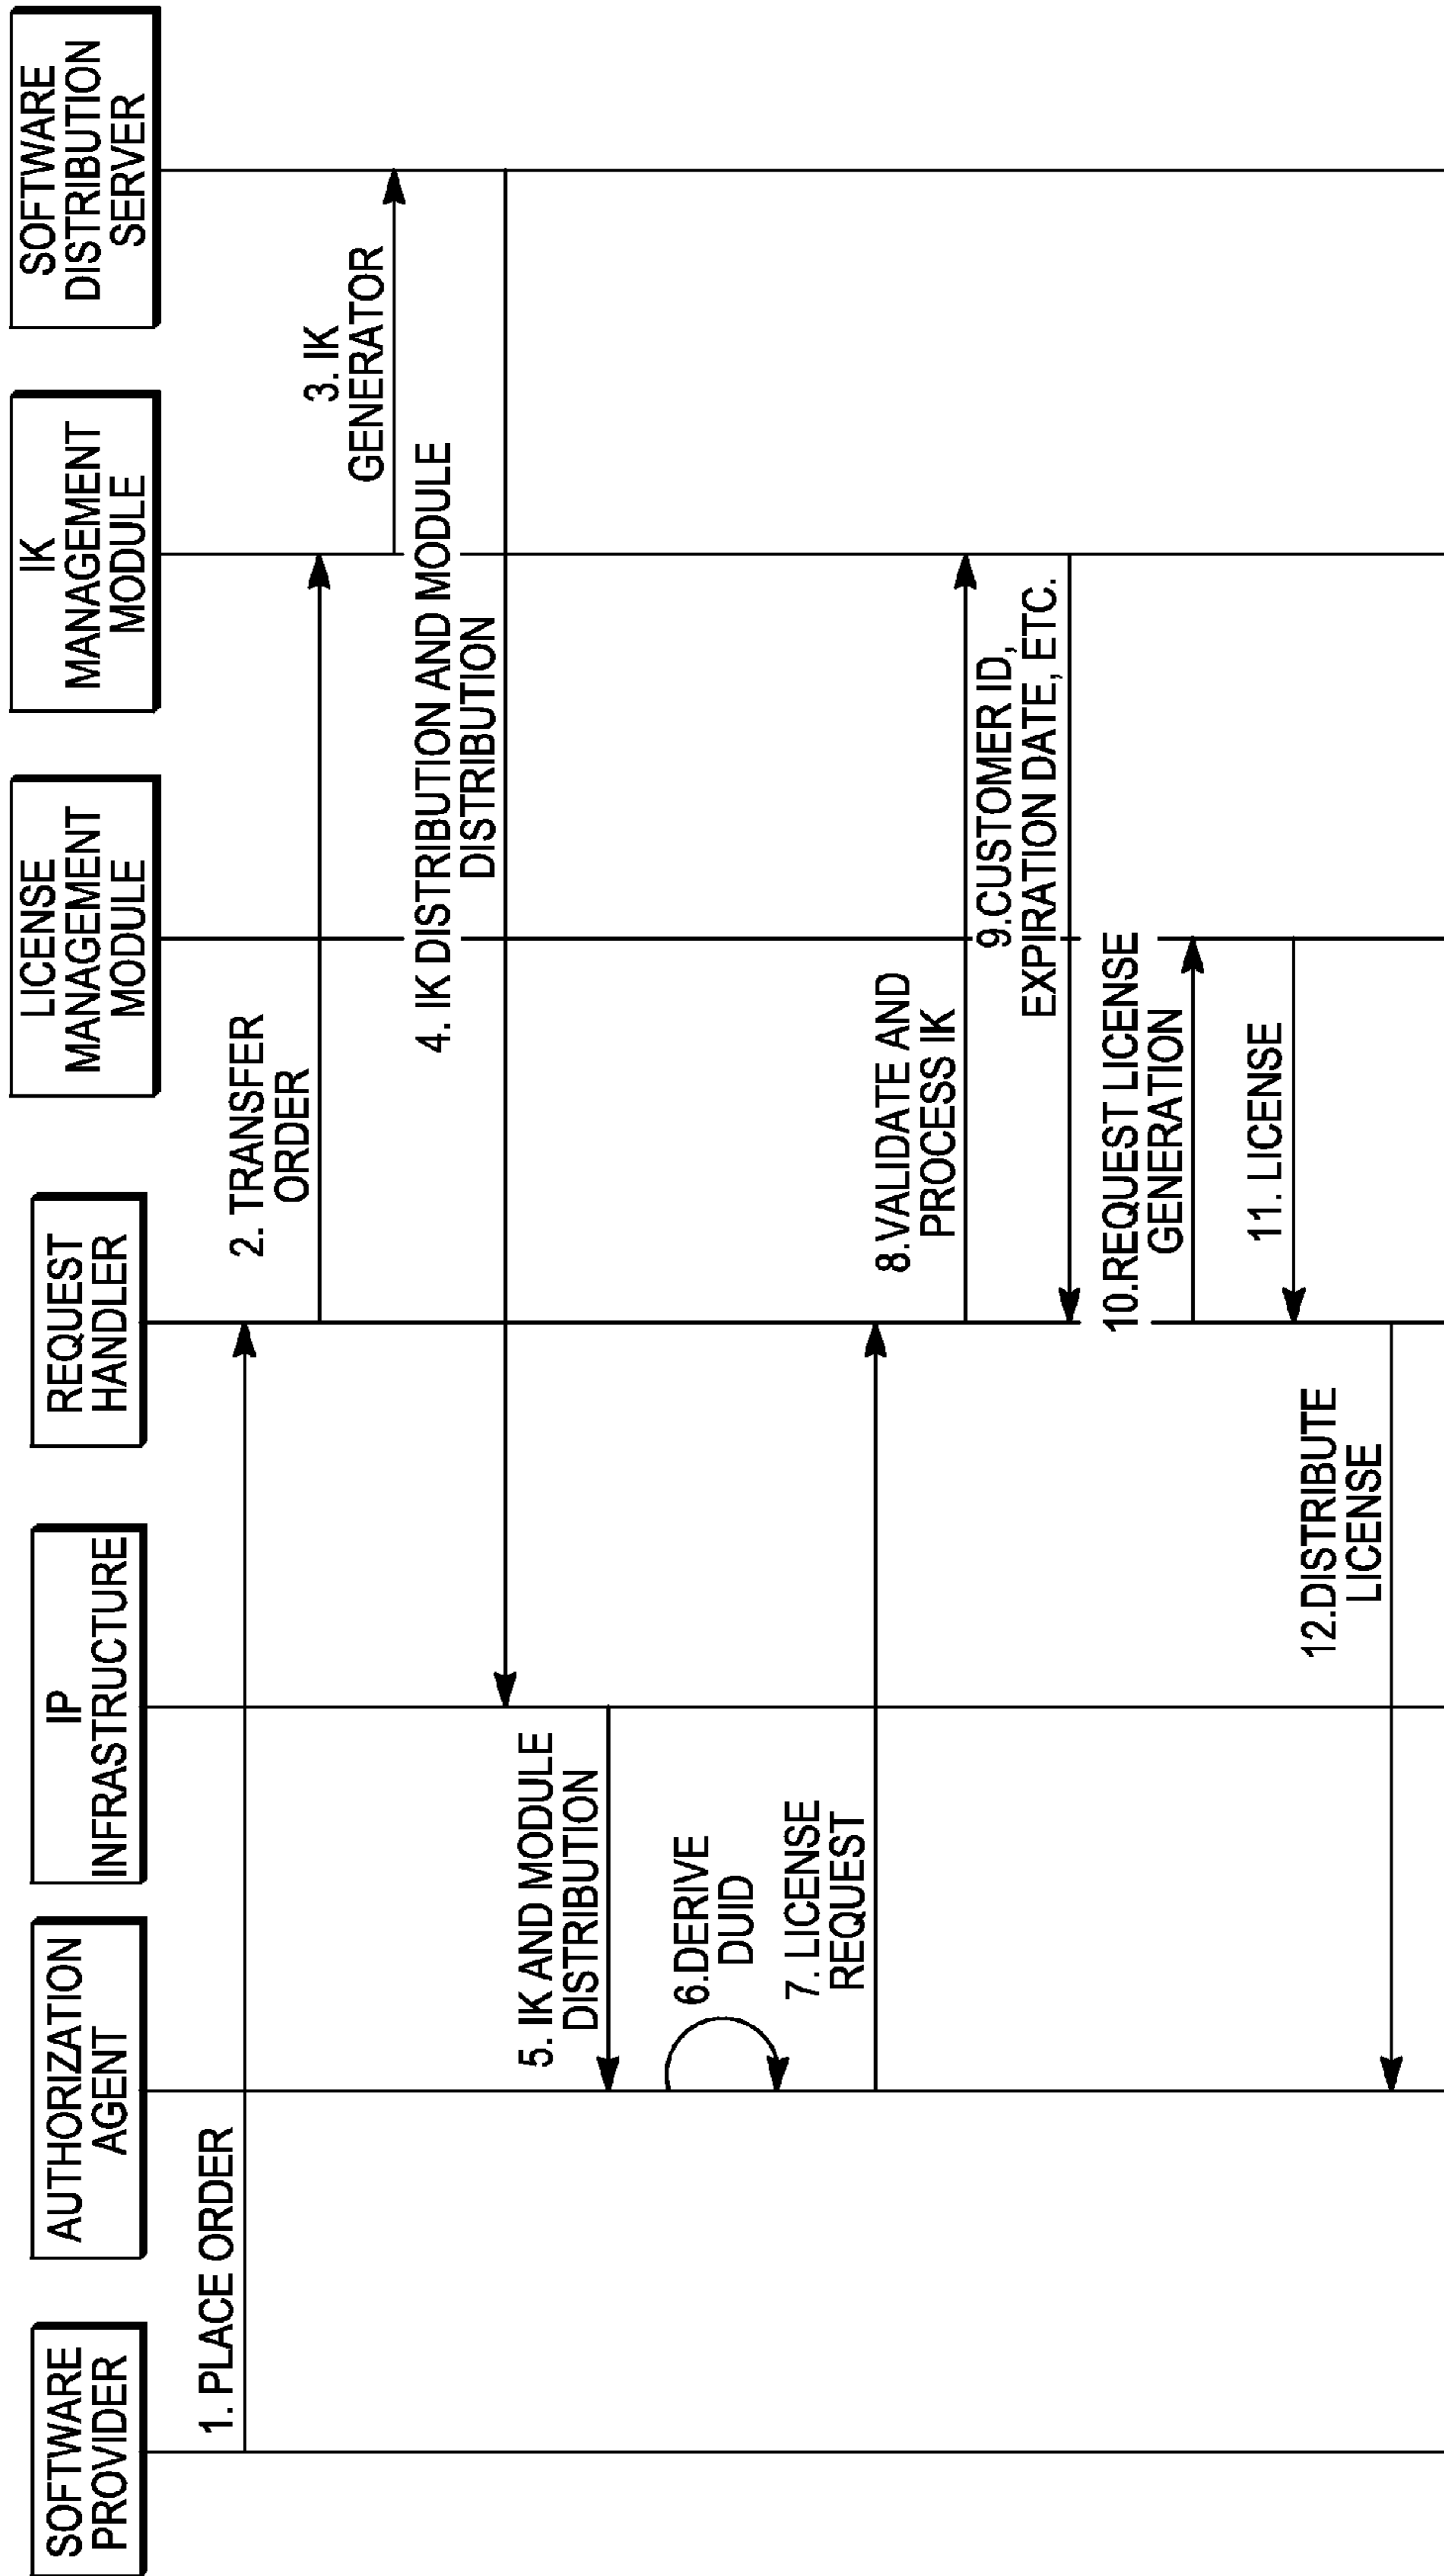 SOFTWARE
PROVIDER
AUTHORIZATION
AGENT
IP
INFRASTRUCTURE
REQUEST
HANDLER
LICENSE
MANAGEMENT
MODULE
IK
MANAGEMENT
MODULE
SOFTWARE
DISTRIBUTION
SERVER
1. PLACE ORDER
2. TRANSFER
ORDER
3. IK
GENERATOR
4. IK DISTRIBUTION AND MODULE
DISTRIBUTION
5. IK AND MODULE
DISTRIBUTION
6.DERIVE
DUID
7. LICENSE
REQUEST
8.VALIDATE AND
PROCESS IK
9.CUSTOMER ID,
EXPIRATION DATE, ETC.
10.REQUEST LICENSE
GENERATION
11. LICENSE
12.DISTRIBUTE
LICENSE